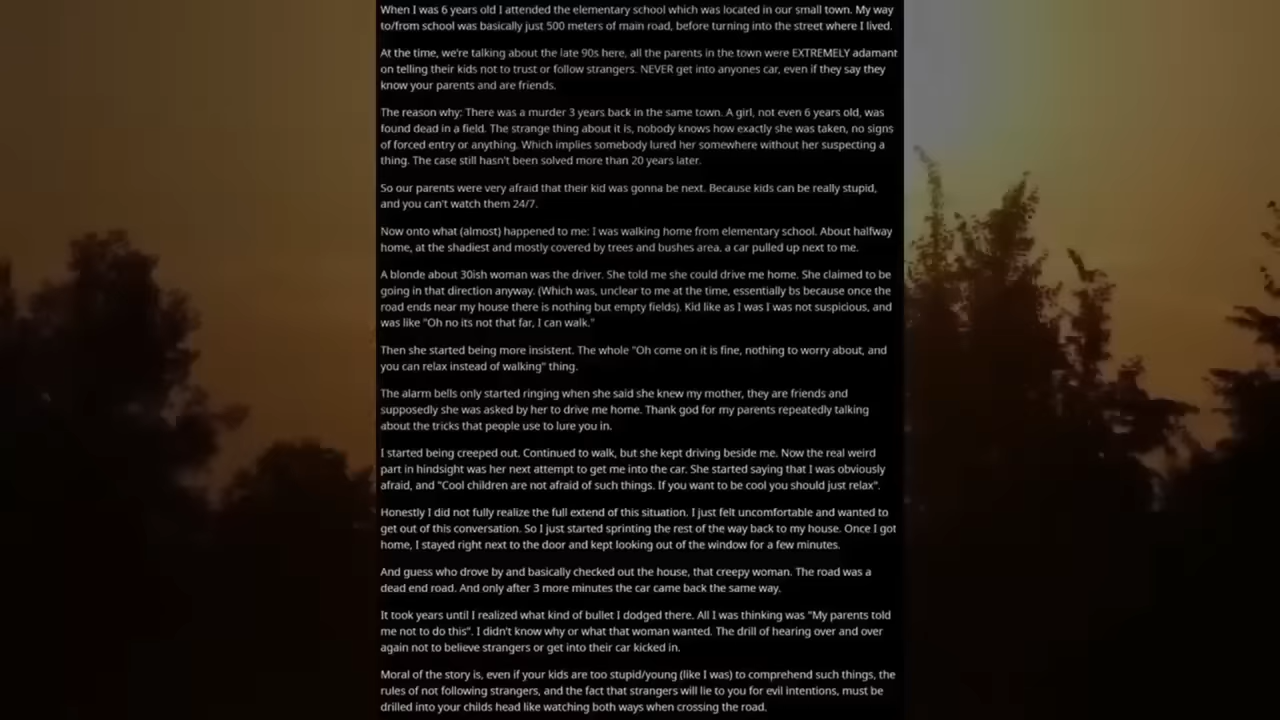 When I was 6 years old I attended the elementary school which was located in our small town. My way
to/from school was basically just 500 meters of main road, before turning into the street where I lived.
At the time, we're talking about the late 90s here, all the parents in the town were EXTREMELY adamant
on telling their kids not to trust or follow strangers. NEVER get into anyones car, even if they say they
know your parents and are friends.
The reason why: There was a murder 3 years back in the same town. A girl, not even 6 years old, was
found dead in a field. The strange thing about it is, nobody knows how exactly she was taken, no signs
of forced entry or anything. Which implies somebody lured her somewhere without her suspecting a
thing. The case still hasn't been solved more than 20 years later.
So our parents were very afraid that their kid was gonna be next. Because kids can be really stupid,
and you can't watch them 24/7.
Now onto what (almost) happened to me: I was walking home from elementary school. About halfway
home, at the shadiest and mostly covered by trees and bushes area, a car pulled up next to me.
A blonde about 30ish woman was the driver. She told me she could drive me home. She claimed to be
going in that direction anyway. (Which was, unclear to me at the time, essentially bs because once the
road ends near my house there is nothing but empty fields). Kid like as I was I was not suspicious, and
was like "Oh no its not that far, I can walk."
Then she started being more insistent. The whole "Oh come on it is fine, nothing to worry about, and
you can relax instead of walking" thing.
The alarm bells only started ringing when she said she knew my mother, they are friends and
supposedly she was asked by her to drive me home. Thank god for my parents repeatedly talking
about the tricks that people use to lure you in.
I started being creeped out. Continued to walk, but she kept driving beside me. Now the real weird
part in hindsight was her next attempt to get me into the car. She started saying that I was obviously
afraid, and "Cool children are not afraid of such things. If you want to be cool you should just relax".
Honestly I did not fully realize the full extend of this situation. I just felt uncomfortable and wanted to
get out of this conversation. So I just started sprinting the rest of the way back to my house. Once I got
home, I stayed right next to the door and kept looking out of the window for a few minutes.
And guess who drove by and basically checked out the house, that creepy woman. The road was a
dead end road. And only after 3 more minutes the car came back the same way.
It took years until I realized what kind of bullet I dodged there. All I was thinking was "My parents told
me not to do this". I didn't know why or what that woman wanted. The drill of hearing over and over
again not to believe strangers or get into their car kicked in.
Moral of the story is, even if your kids are too stupid/young (like I was) to comprehend such things, the
rules of not following strangers, and the fact that strangers will lie to you for evil intentions, must be
drilled into your childs head like watching both ways when crossing the road.